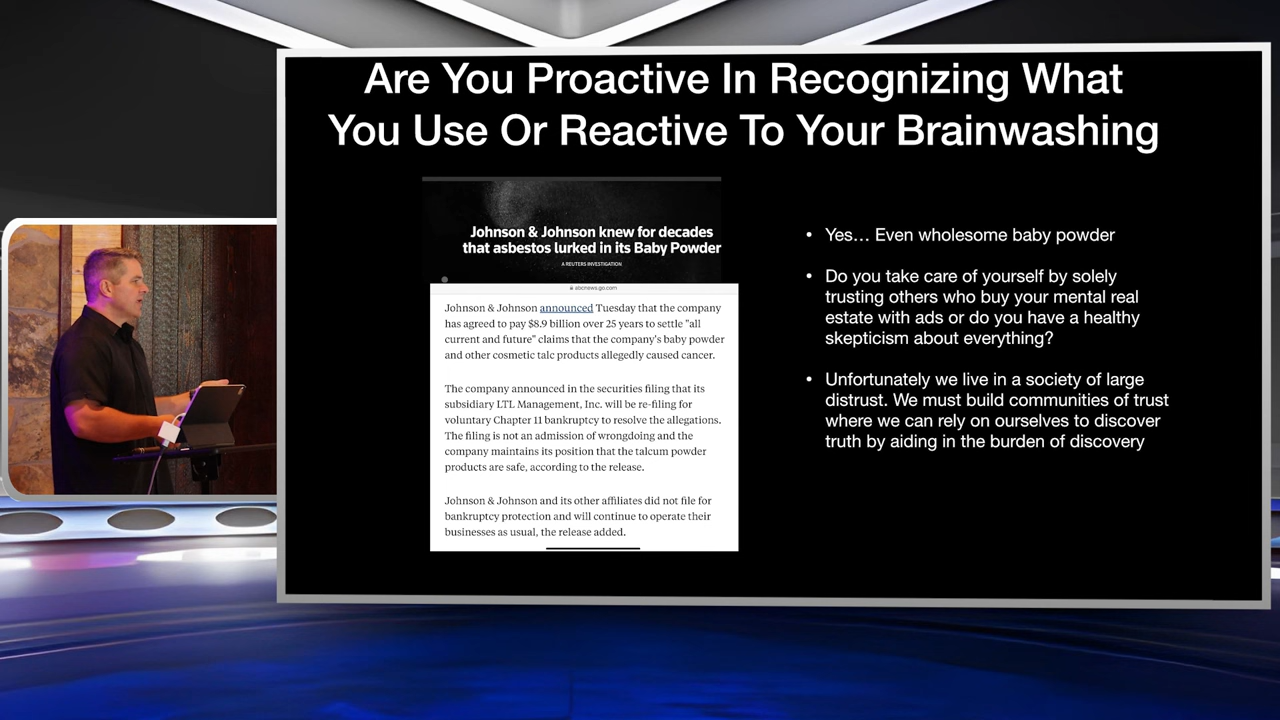 Are You Proactive In Recognizing What
You Use Or Reactive To Your Brainwashing
Johnson & Johnson knew for decades
that asbestos lurked in its Baby Powder
A REUTERS INVESTIGATION
abcnews.go.com
Johnson & Johnson announced Tuesday that the company
has agreed to pay $8.9 billion over 25 years to settle "all
current and future" claims that the company's baby powder
and other cosmetic talc products allegedly caused cancer.
The company announced in the securities filing that its
subsidiary LTL Management, Inc. will be re-filing for
voluntary Chapter 11 bankruptcy to resolve the allegations.
The filing is not an admission of wrongdoing and the
company maintains its position that the talcum powder
products are safe, according to the release.
Johnson & Johnson and its other affiliates did not file for
bankruptcy protection and will continue to operate their
businesses as usual, the release added.
• Yes… Even wholesome baby powder
• Do you take care of yourself by solely
trusting others who buy your mental real
estate with ads or do you have a healthy
skepticism about everything?
• Unfortunately we live in a society of large
distrust. We must build communities of trust
where we can rely on ourselves to discover
truth by aiding in the burden of discovery